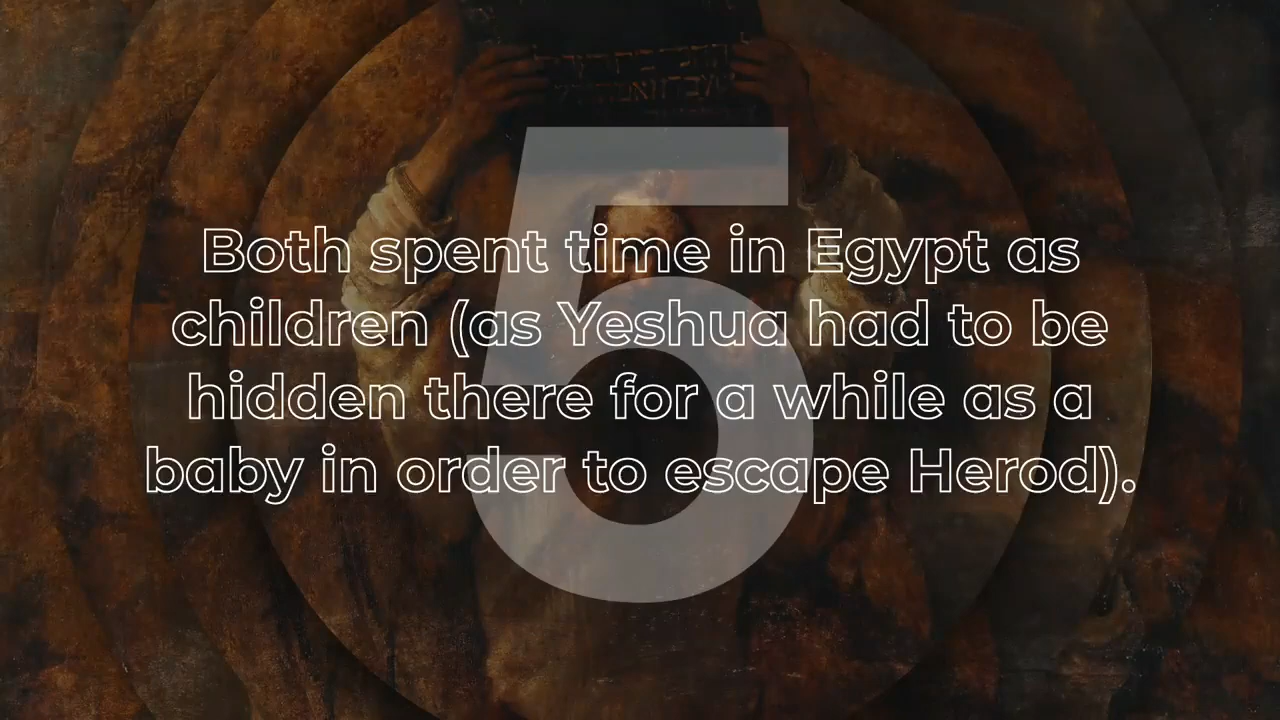 5
Both spent time in Egypt as
children (as Yeshua had to be
hidden there for a while as a
baby in order to escape Herod).